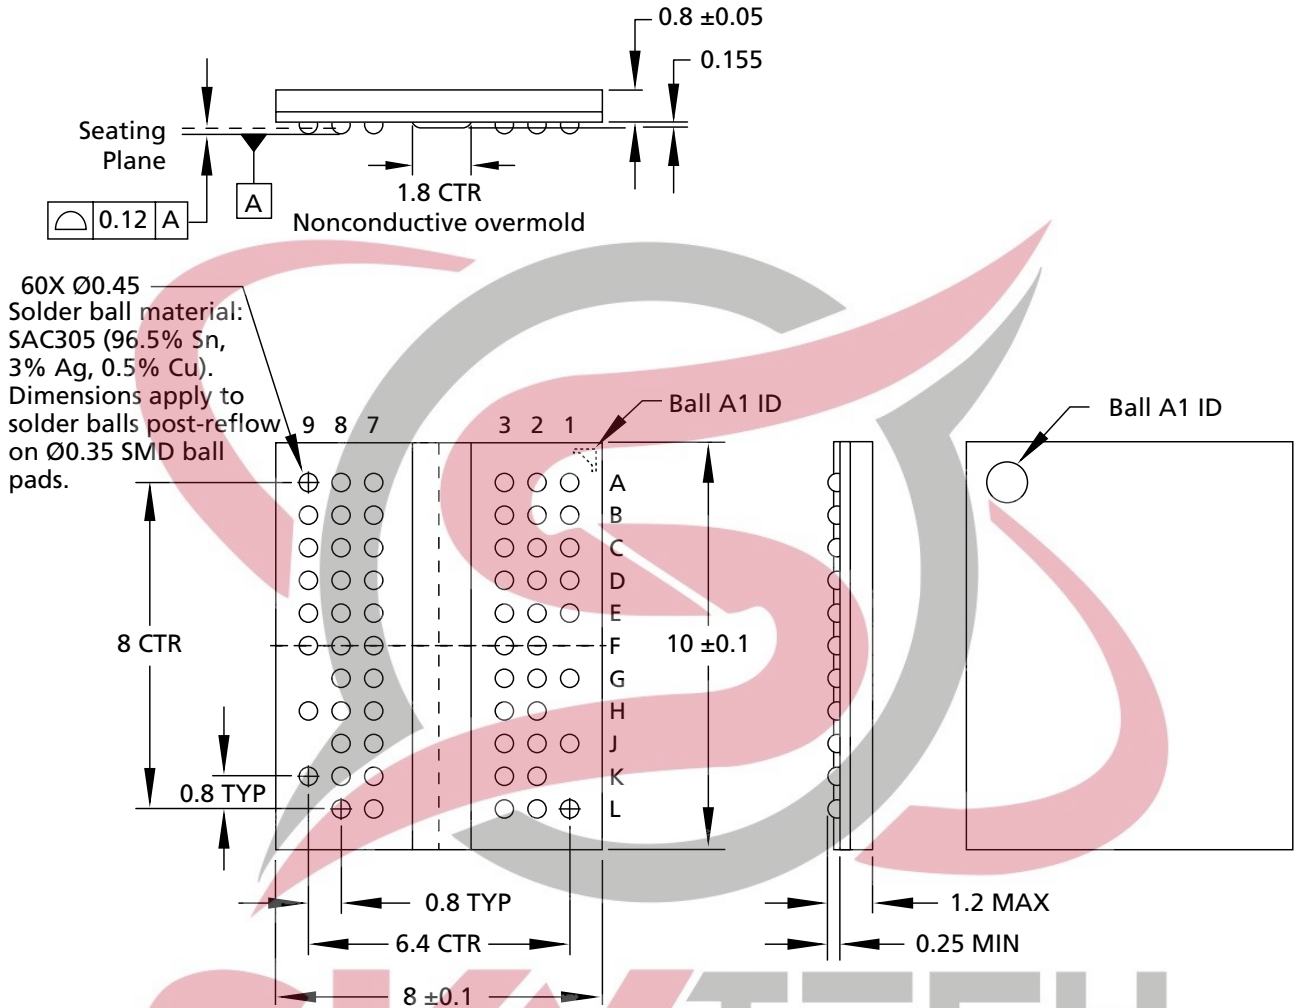 0.8 ±0.05
0.155
Seating
Plane
0.12 A
A
1.8 CTR
Nonconductive overmold
60X Ø0.45
Solder ball material:
SAC305 (96.5% Sn,
3% Ag, 0.5% Cu).
Dimensions apply to
solder balls post-reflow
on Ø0.35 SMD ball
pads.
9 8 7 3 2 1
Ball A1 ID
Ball A1 ID
A
B
C
D
E
F
G
H
J
K
L
8 CTR
10 ±0.1
0.8 TYP
0.8 TYP
1.2 MAX
6.4 CTR
0.25 MIN
8 ±0.1